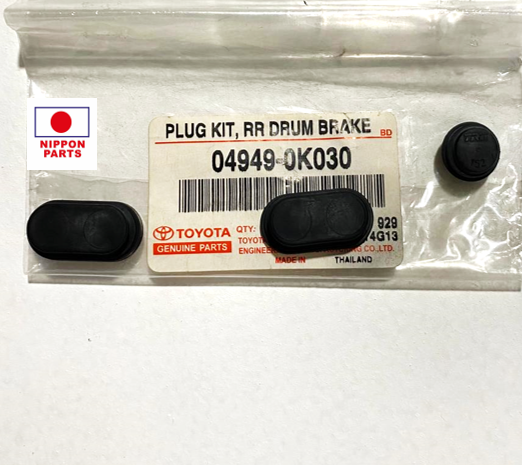 NIPPON
PARTS
PLUG KIT, RR DRUM BRAKE
BD
04949-0K030
TOYOTA
GENUINE PARTS
QTY:
929
4G13
TOYOT
ENGINEE
CO.,LTD.
MADE IN
THAILAND